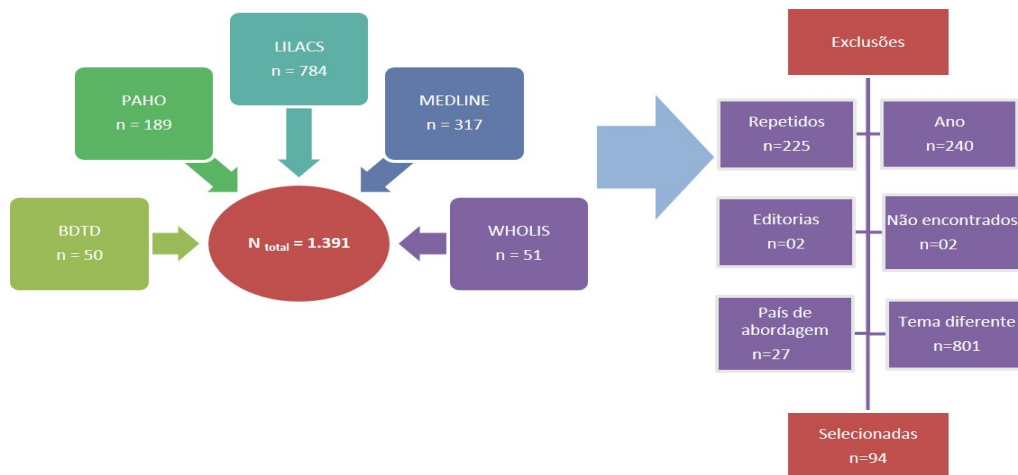 LILACS
n = 784
PAHO
n = 189
MEDLINE
n = 317
BDTD
n = 50
N total = 1.391
WHOLIS
n = 51
Exclusões
Repetidos
n=225
Ano
n=240
Editorias
n=02
Não encontrados
n=02
País de
abordagem
n=27
Tema diferente
n=801
Selecionadas
n=94